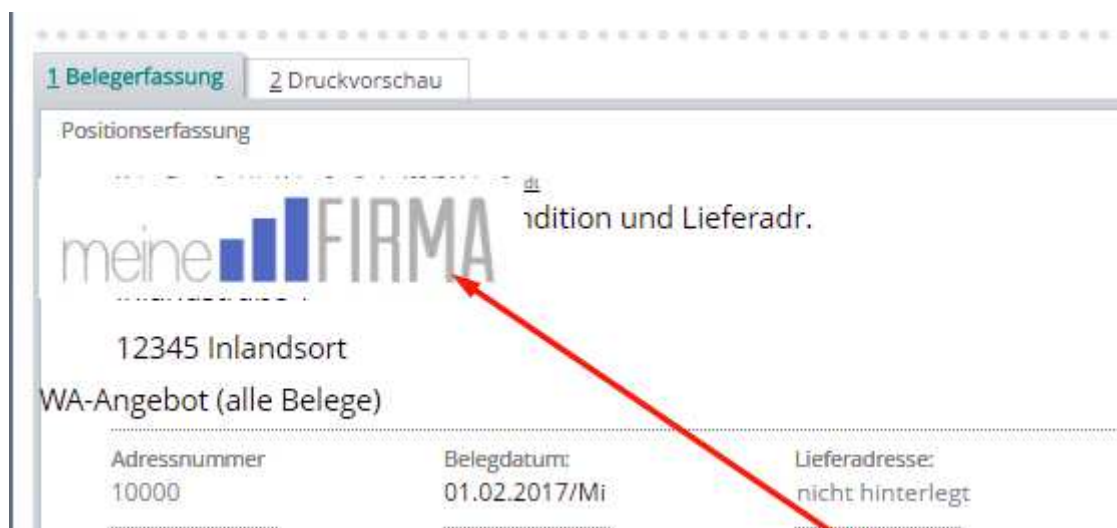 1 Belegerfassung 2 Druckvorschau
Positionserfassung
meine FIRMA
ndition und Lieferadr.
12345 Inlandsort
WA-Angebot (alle Belege)
Adressnummer Belegdatum: Lieferadresse:
10000 01.02.2017/Mi nicht hinterlegt